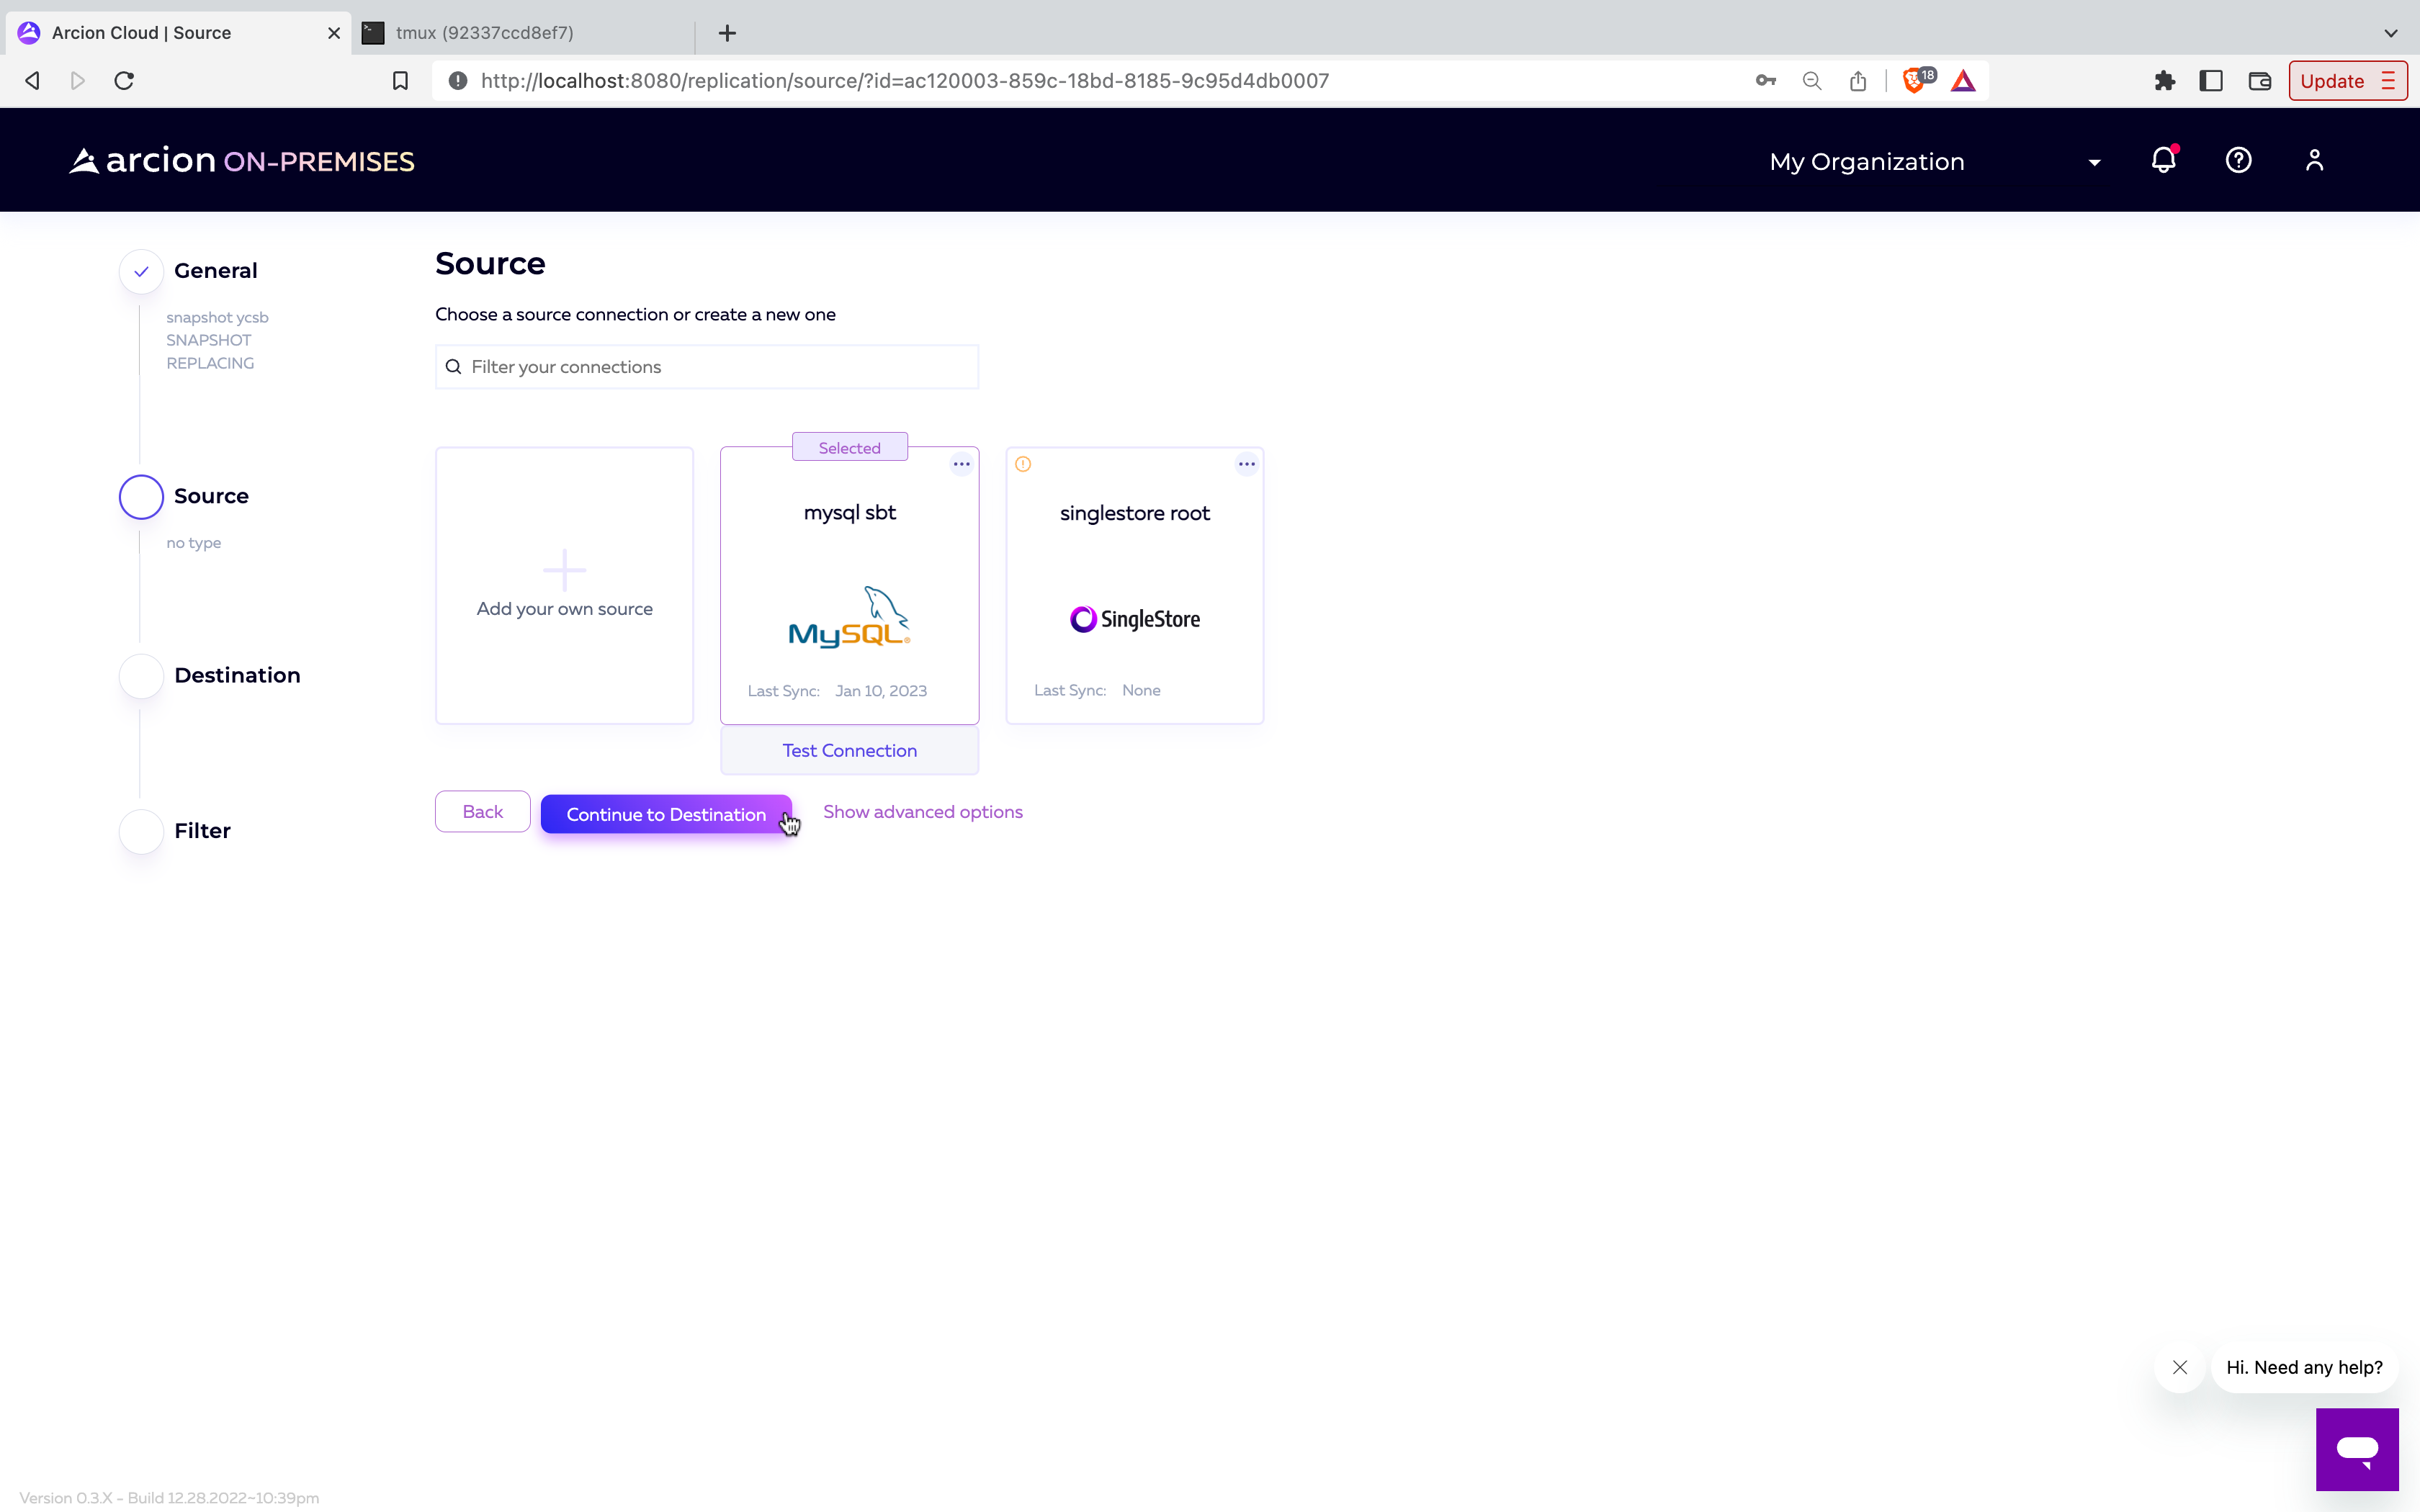 Arcion Cloud | Source
tmux (92337ccd8ef7)
http://localhost:8080/replication/source/?id=ac120003-859c-18bd-8185-9c95d4db0007
18
Update
arcion ON-PREMISES
My Organization
General
snapshot ycsb
SNAPSHOT
REPLACING
Source
no type
Destination
Filter
Source
Choose a source connection or create a new one
Filter your connections
Add your own source
Selected
mysql sbt
MySQL®
Last Sync: Jan 10, 2023
Test Connection
singlestore root
SingleStore
Last Sync: None
Back
Continue to Destination
Show advanced options
Hi. Need any help?
Version 0.3.X - Build 12.28.2022~10:39pm